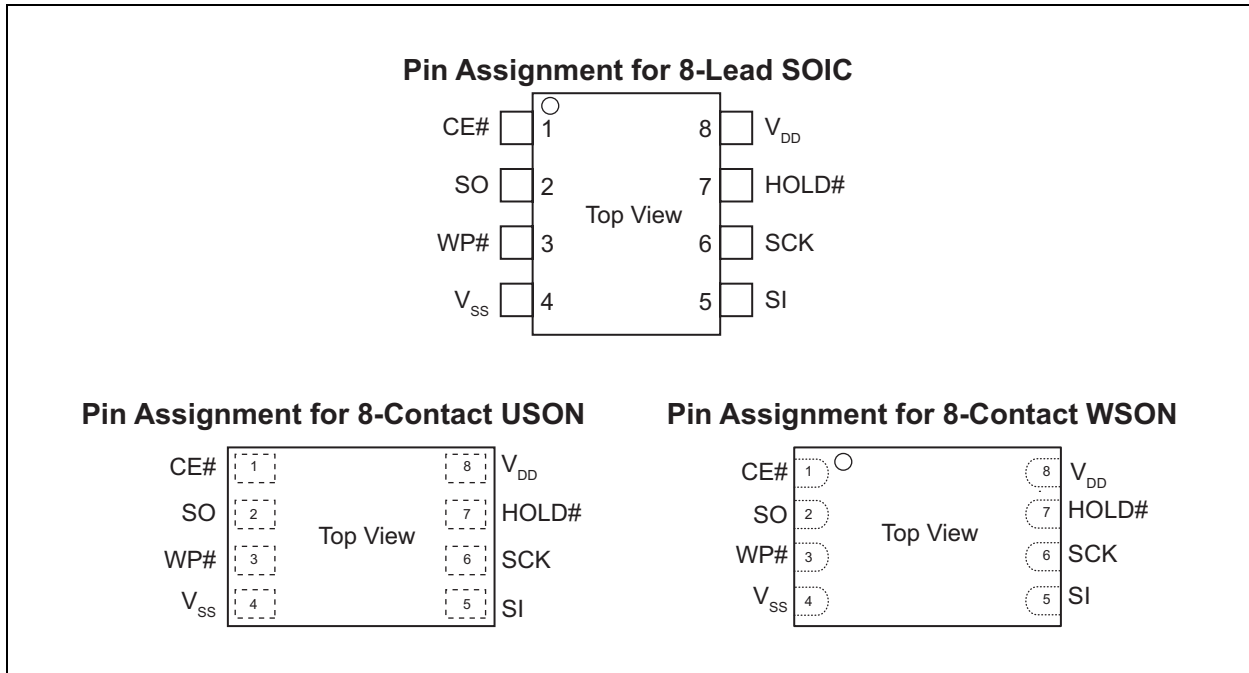 Pin Assignment for 8-Lead SOIC
CE# 1 8 VDD
SO 2 7 HOLD#
Top View
WP# 3 6 SCK
VSS 4 5 SI
Pin Assignment for 8-Contact USON
CE# 1 8 VDD
SO 2 7 HOLD#
Top View
WP# 3 6 SCK
VSS 4 5 SI
Pin Assignment for 8-Contact WSON
CE# 1 8 VDD
SO 2 7 HOLD#
Top View
WP# 3 6 SCK
VSS 4 5 SI